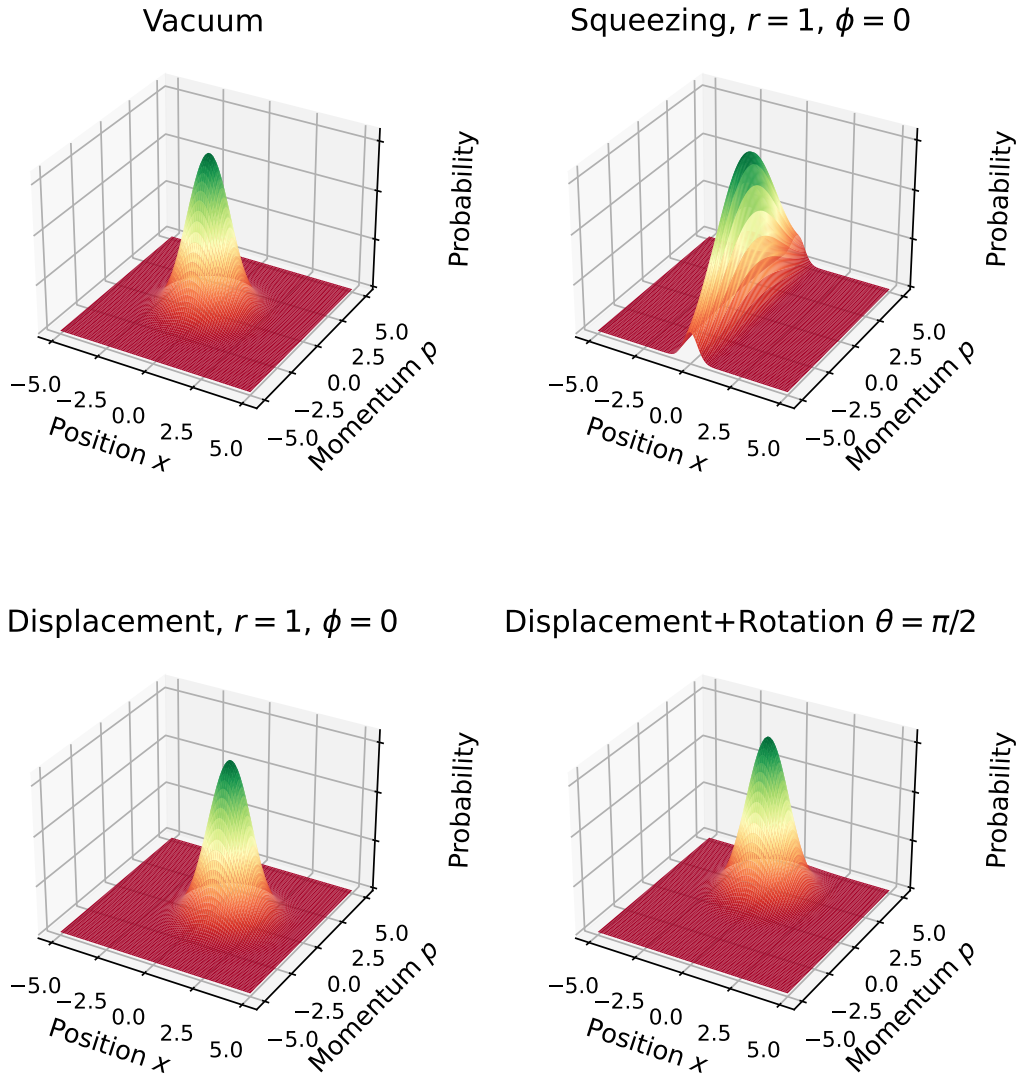 Vacuum
Probability
−5.0
−2.5
0.0
2.5
5.0
Position x
−5.0
−2.5
0.0
2.5
5.0
Momentum p
Squeezing, r = 1, ϕ = 0
Probability
−5.0
−2.5
0.0
2.5
5.0
Position x
−5.0
−2.5
0.0
2.5
5.0
Momentum p
Displacement, r = 1, ϕ = 0
Probability
−5.0
−2.5
0.0
2.5
5.0
Position x
−5.0
−2.5
0.0
2.5
5.0
Momentum p
Displacement+Rotation θ = π/2
Probability
−5.0
−2.5
0.0
2.5
5.0
Position x
−5.0
−2.5
0.0
2.5
5.0
Momentum p